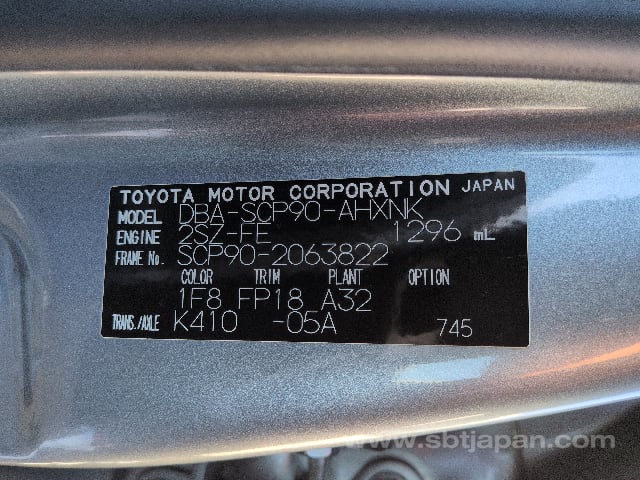 TOYOTA MOTOR CORPORATION JAPAN
MODEL DBA-SCP90-AHXNK
ENGINE 2SZ-FE 1296 mL
FRAME No. SCP90-2063822
COLOR TRIM PLANT OPTION
1F8 FP18 A32
TRANS./AXLE K410 -05A 745
www.sbtjapan.com